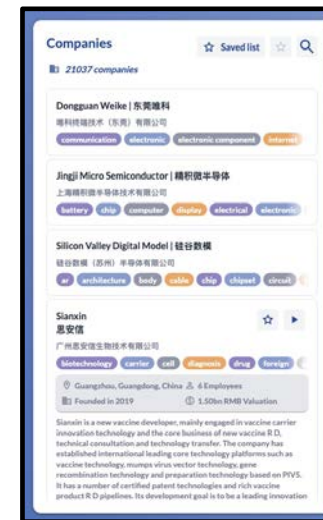 Companies
Saved list
21037 companies
Dongguan Weike | 东莞唯科
唯科终端技术（东莞）有限公司
communication electronic electronic component internet
Jingji Micro Semiconductor | 精积微半导体
上海精积微半导体技术有限公司
battery chip computer display electrical electronic
Silicon Valley Digital Model | 硅谷数模
硅谷数模（苏州）半导体有限公司
ar architecture body cable chip chipset circuit
Sianxin
思安信
广州思安信生物技术有限公司
biotechnology carrier cell diagnosis drug foreign
Guangzhou, Guangdong, China 6 Employees
Founded in 2019 1.50bn RMB Valuation
Sianxin is a new vaccine developer, mainly engaged in vaccine carrier
innovation technology and the core business of new vaccine R D,
technical consultation and technology transfer. The company has
established international leading core technology platforms such as
vaccine technology, mumps virus vector technology, gene
recombination technology and preparation technology based on PIVS.
It has a number of certified patent technologies and rich vaccine
product R D pipelines. Its development goal is to be a leading innovation